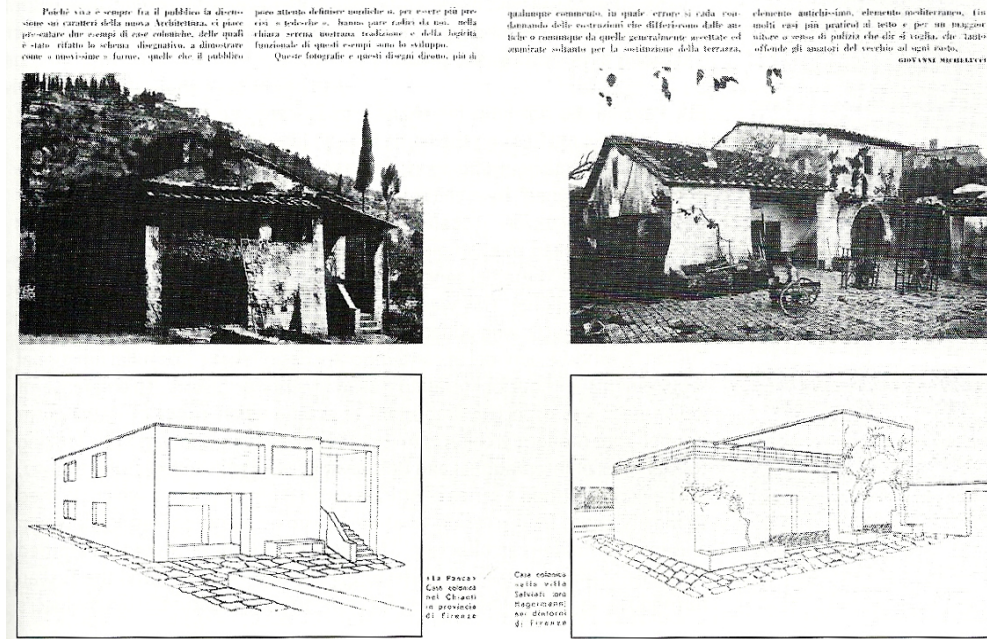 Poichè viva è sempre fra il pubblico la discus-
sione sui caratteri della nuova Architettura, ci piace
presentare due esempi di case coloniche, delle quali
è stato rifatto lo schema disegnativo, a dimostrare
come « nuovissime » forme, quelle che il pubblico
poco attento definisce nordiche o, per essere più pre-
cisi « tedesche », hanno pure radici da noi, nella
chiara serena nostrana tradizione e della logicità
funzionale di questi esempi sono lo sviluppo.
Queste fotografie e questi disegni dicono, più di
qualunque commento, in quale errore si cada con-
dannando delle costruzioni che differiscono dalle an-
tiche o comunque da quelle generalmente accettate ed
ammirate soltanto per la sostituzione della terrazza,
elemento antichissimo, elemento mediterraneo, (in
molti casi più pratico) al tetto e per un maggior
nitore o senso di pulizia che dir si voglia, che tanto
offende gli amatori del vecchio ad ogni costo.
GIOVANNI MICHELUCCI
«La Panca»
Casa colonica
nel Chianti
in provincia
di Firenze
Casa colonica
nella villa
Salviati ora
Hagermann;
nei dintorni
di Firenze